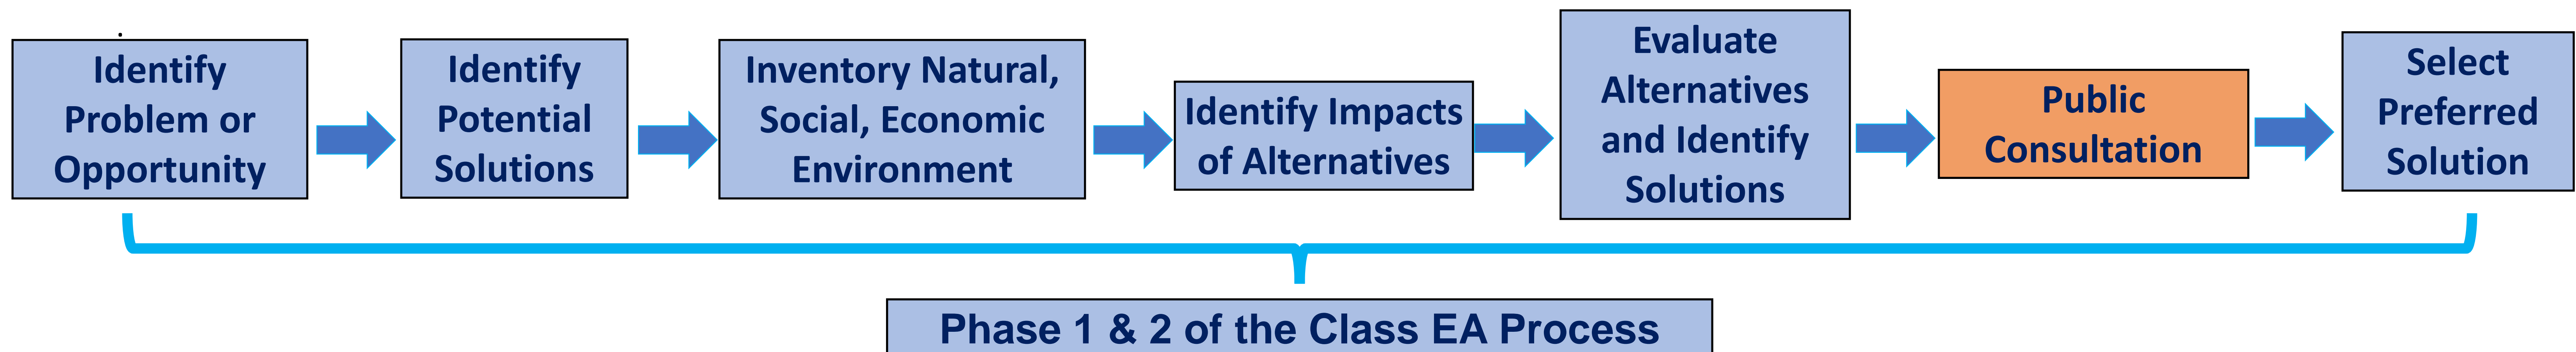 Identify
Problem or
Opportunity
Identify
Potential
Solutions
Inventory Natural,
Social, Economic
Environment
Identify Impacts
of Alternatives
Evaluate
Alternatives
and Identify
Solutions
Public
Consultation
Select
Preferred
Solution
Phase 1 & 2 of the Class EA Process